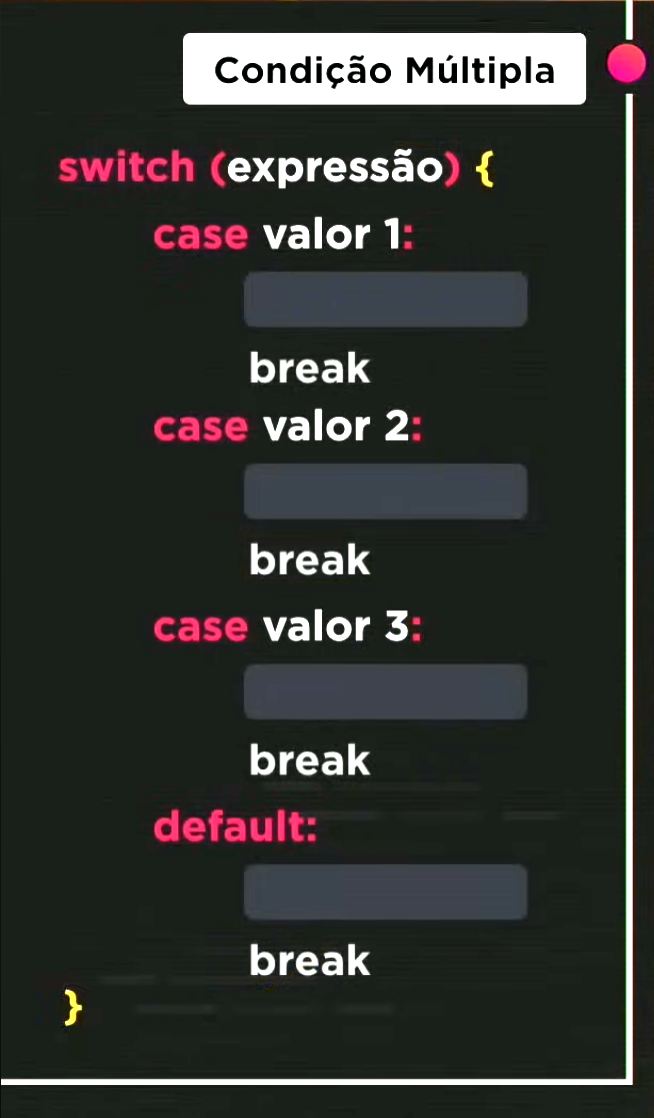 Condição Múltipla
switch (expressão) {
case valor 1:
break
case valor 2:
break
case valor 3:
break
default:
break
}